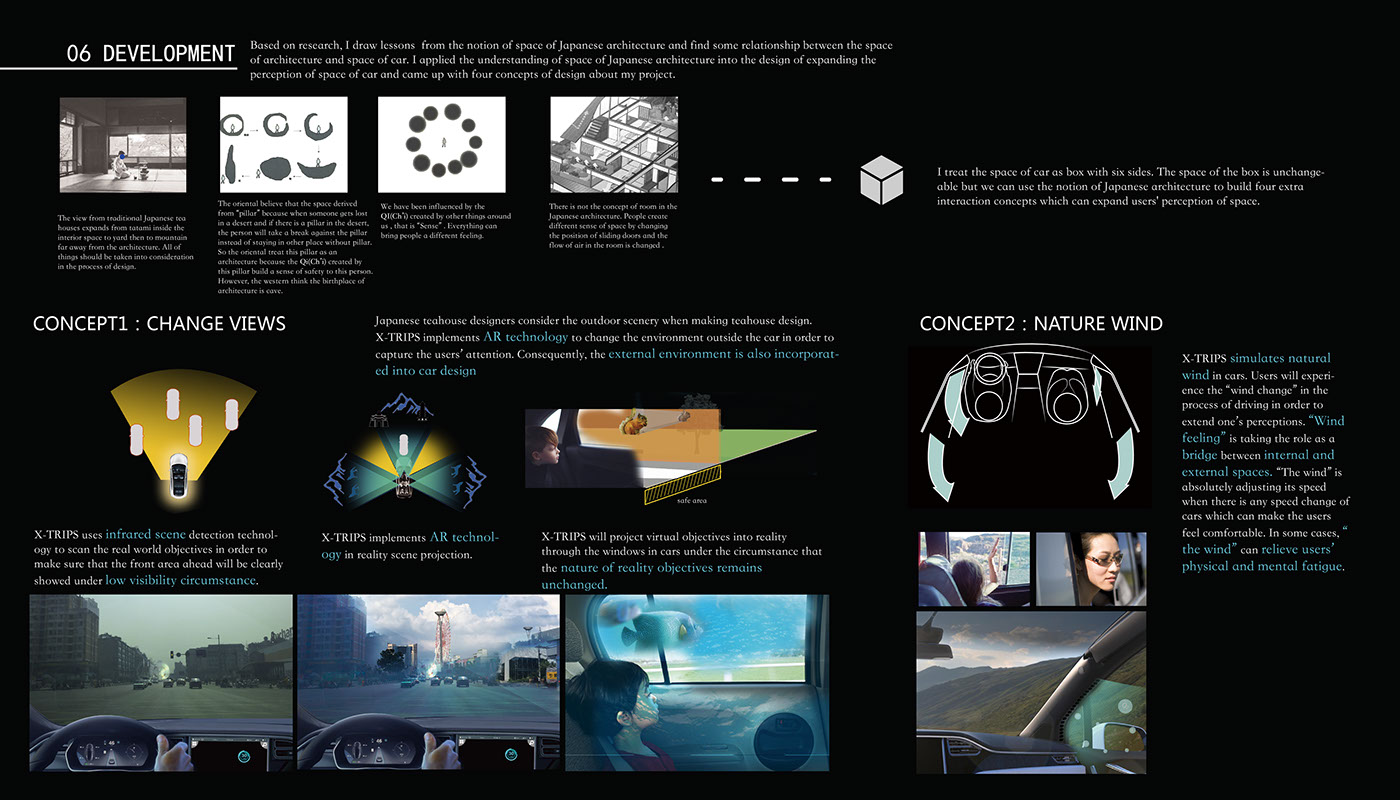 06 DEVELOPMENT
Based on research, I draw lessons from the notion of space of Japanese architecture and find some relationship between the space
of architecture and space of car. I applied the understanding of space of Japanese architecture into the design of expanding the
perception of space of car and came up with four concepts of design about my project.
The view from traditional Japanese tea
houses expands from tatami inside the
interior space to yard then to mountain
far away from the architecture. All of
things should be taken into consideration
in the process of design.
The oriental believe that the space derived
from "pillar" because when someone gets lost
in a desert and if there is a pillar in the desert,
the person will take a break against the pillar
instead of staying in other place without pillar.
So the oriental treat this pillar as an
architecture because the Qi(Ch'i) created by
this pillar build a sense of safety to this person.
However, the western think the birthplace of
architecture is cave.
We have been influenced by the
QI(Ch'i) created by other things around
us , that is "Sense" . Everything can
bring people a different feeling.
There is not the concept of room in the
Japanese architecture. People create
different sense of space by changing
the position of sliding doors and the
flow of air in the room is changed .
I treat the space of car as box with six sides. The space of the box is unchange-
able but we can use the notion of Japanese architecture to build four extra
interaction concepts which can expand users' perception of space.
CONCEPT1 : CHANGE VIEWS
Japanese teahouse designers consider the outdoor scenery when making teahouse design.
X-TRIPS implements AR technology to change the environment outside the car in order to
capture the users' attention. Consequently, the external environment is also incorporat-
ed into car design
safe area
X-TRIPS uses infrared scene detection technol-
ogy to scan the real world objectives in order to
make sure that the front area ahead will be clearly
showed under low visibility circumstance.
X-TRIPS implements AR technol-
ogy in reality scene projection.
X-TRIPS will project virtual objectives into reality
through the windows in cars under the circumstance that
the nature of reality objectives remains
unchanged.
CONCEPT2 : NATURE WIND
X-TRIPS simulates natural
wind in cars. Users will experi-
ence the "wind change" in the
process of driving in order to
extend one's perceptions. "Wind
feeling" is taking the role as a
bridge between internal and
external spaces. "The wind" is
absolutely adjusting its speed
when there is any speed change of
cars which can make the users
feel comfortable. In some cases, "
the wind" can relieve users'
physical and mental fatigue.